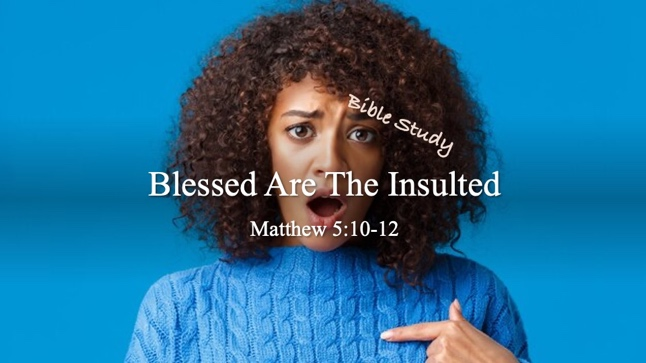 Bible Study
Blessed Are The Insulted
Matthew 5:10-12